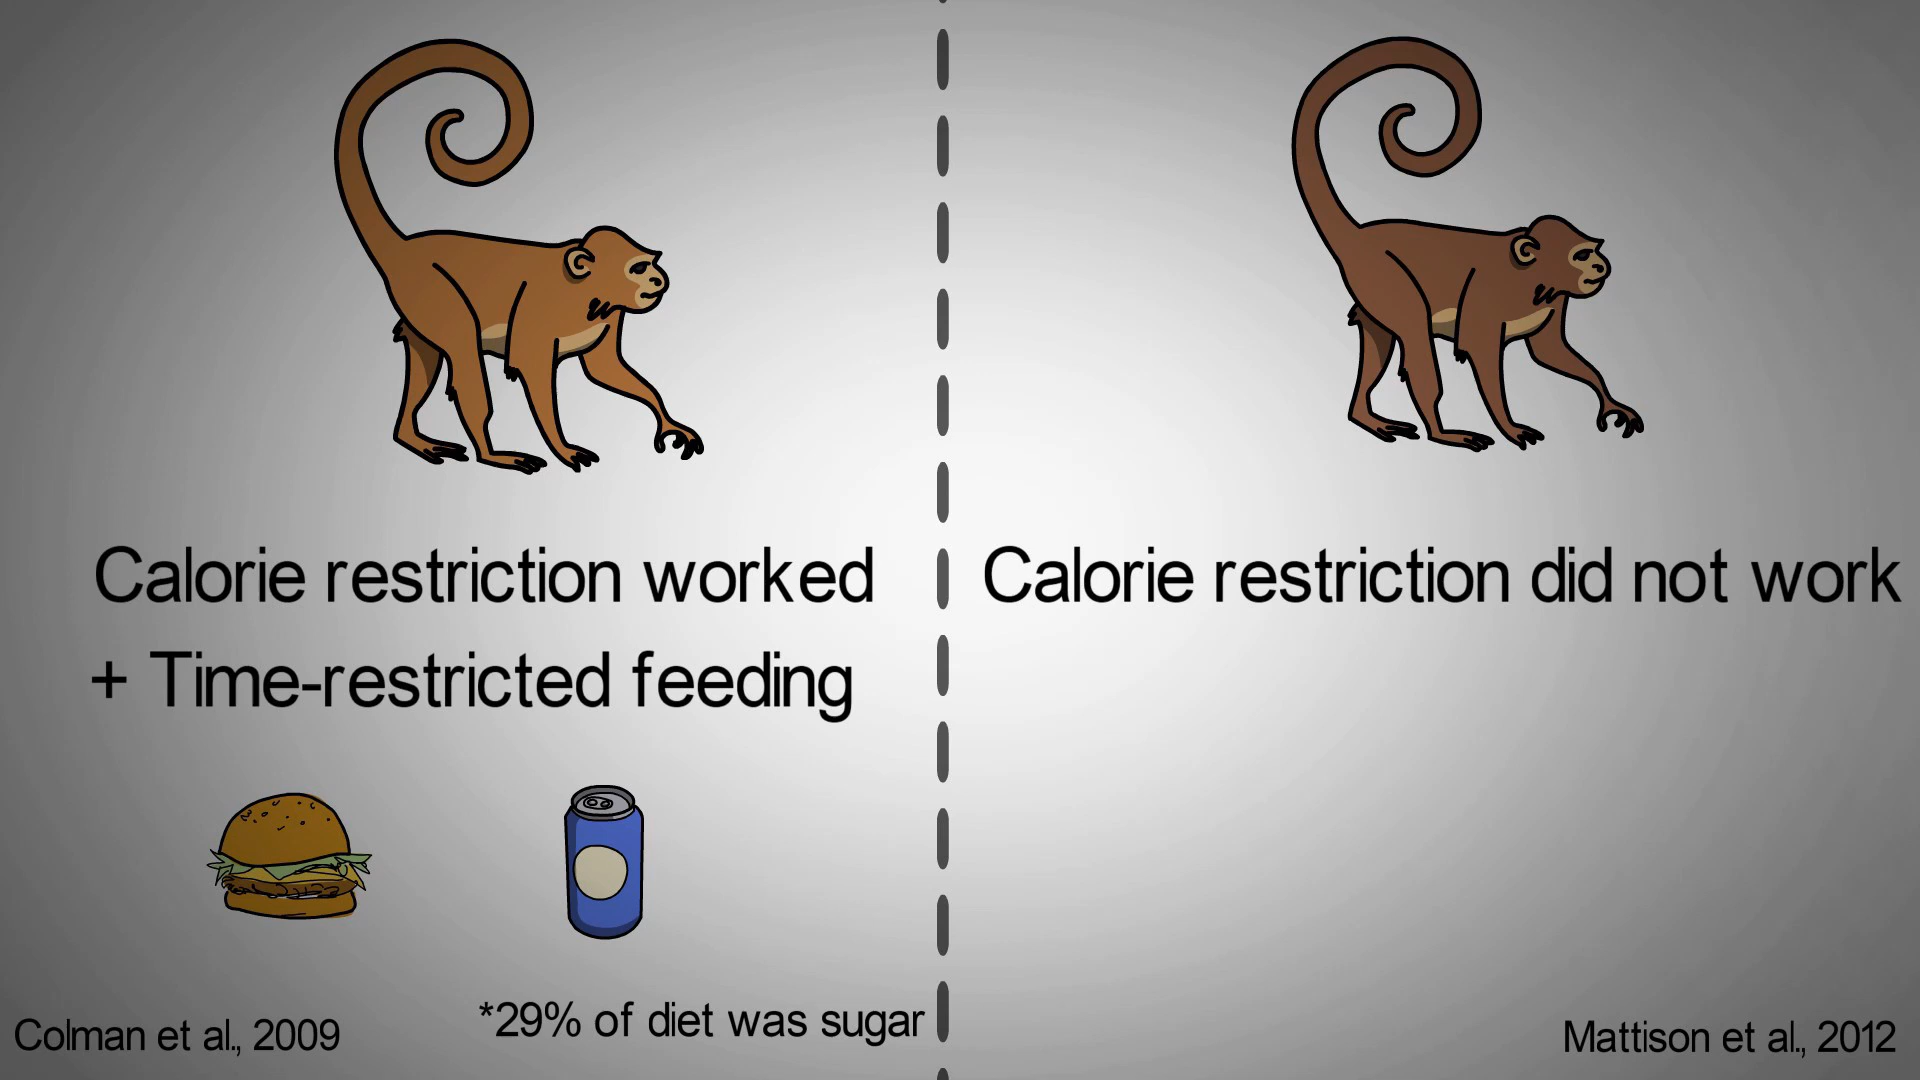 Calorie restriction worked
+ Time-restricted feeding
*29% of diet was sugar
Colman et al., 2009
Calorie restriction did not work
Mattison et al., 2012